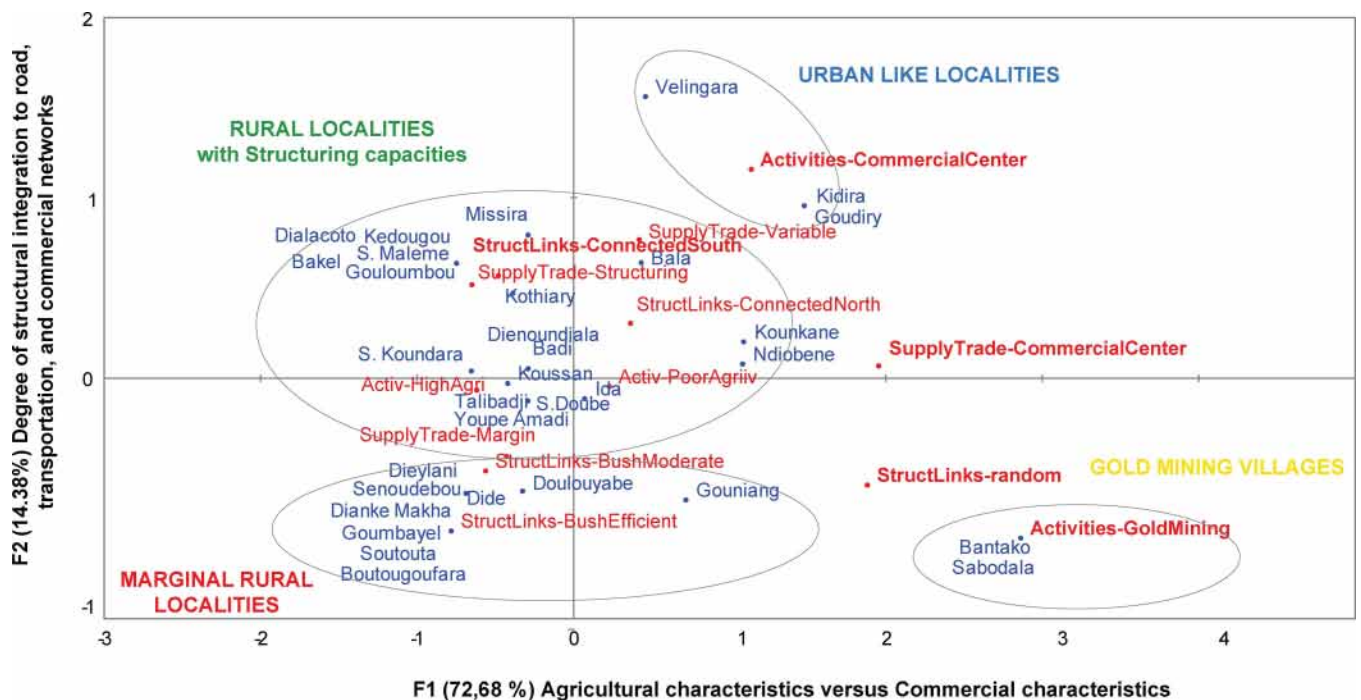 2
Velingara
URBAN LIKE LOCALITIES
RURAL LOCALITIES
with Structuring capacities
Activities-CommercialCenter
1
Kidira
Goudiry
Missira
SupplyTrade-Variable
Dialacoto Kedougou
StructLinks-ConnectedSouth
Bakel S. Maleme
Bala
Gouloumbou
SupplyTrade-Structuring
Kothiary
StructLinks-ConnectedNorth
Dienoundiala
Badi
Kounkane
Ndiobene
SupplyTrade-CommercialCenter
S. Koundara
0
Koussan
Activ-HighAgri
Activ-PoorAgriiv
Ida
Talibadji
S.Doube
Youpe Amadi
SupplyTrade-Margin
StructLinks-BushModerate
Dieylani
Senoudebou
Dide
Doulouyabe
Gouniang
StructLinks-random
GOLD MINING VILLAGES
Dianke Makha
StructLinks-BushEfficient
Goumbayel
Soutouta
Boutougoufara
Activities-GoldMining
Bantako
Sabodala
MARGINAL RURAL
LOCALITIES
-1
-3 -2 -1 0 1 2 3 4
F1 (72,68 %) Agricultural characteristics versus Commercial characteristics
F2 (14.38%) Degree of structural integration to road,
transportation, and commercial networks